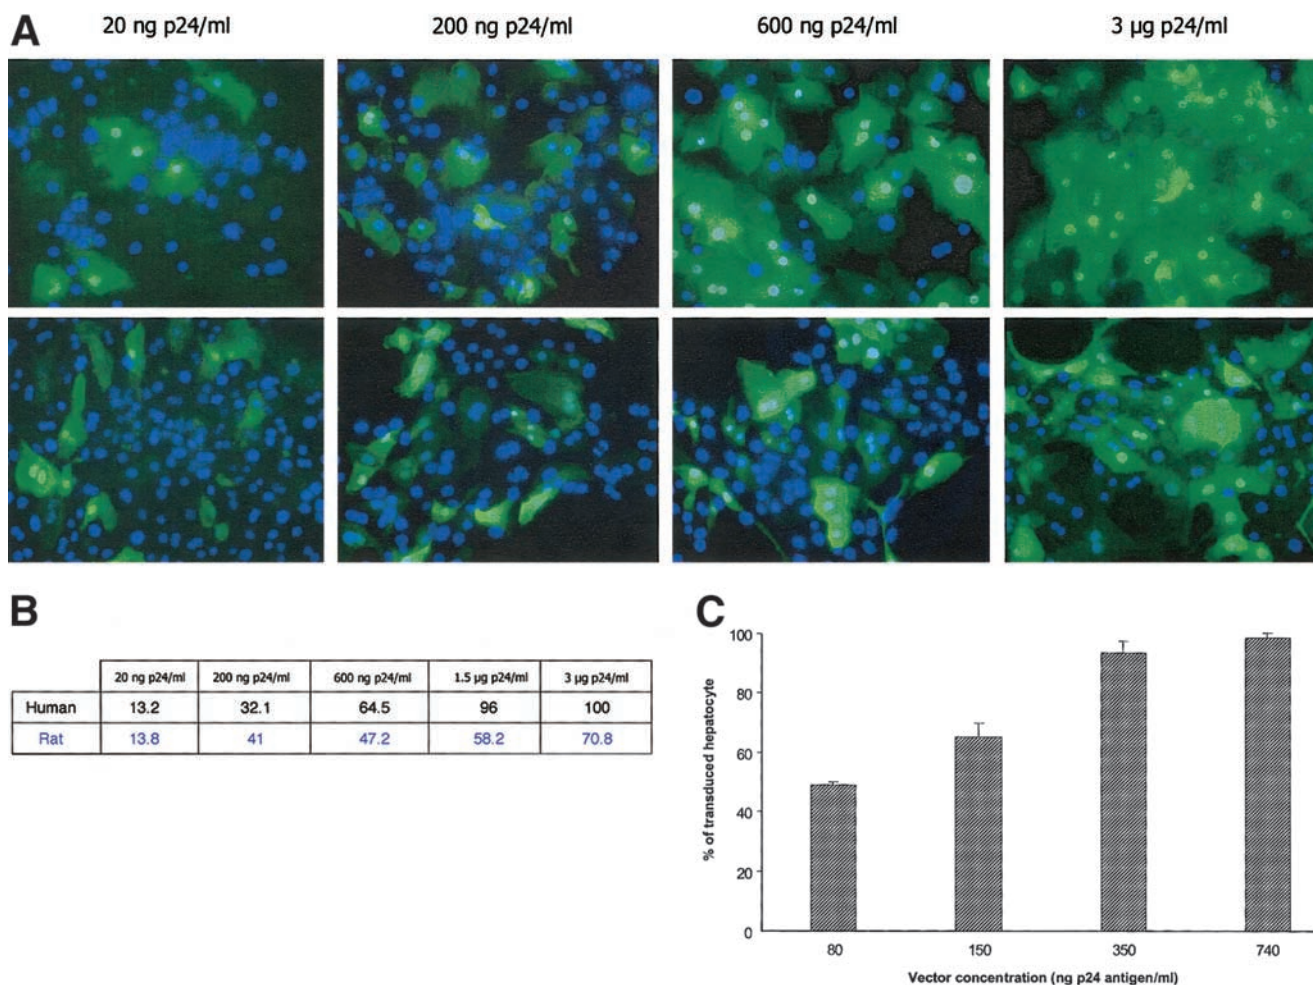 A
20 ng p24/ml 200 ng p24/ml 600 ng p24/ml 3 µg p24/ml
B
20 ng p24/ml 200 ng p24/ml 600 ng p24/ml 1.5 µg p24/ml 3 µg p24/ml
Human 13.2 32.1 64.5 96 100
Rat 13.8 41 47.2 58.2 70.8
C
% of transduced hepatocyte
100
80
60
40
20
0
80 150 350 740
Vector concentration (ng p24 antigen/ml)